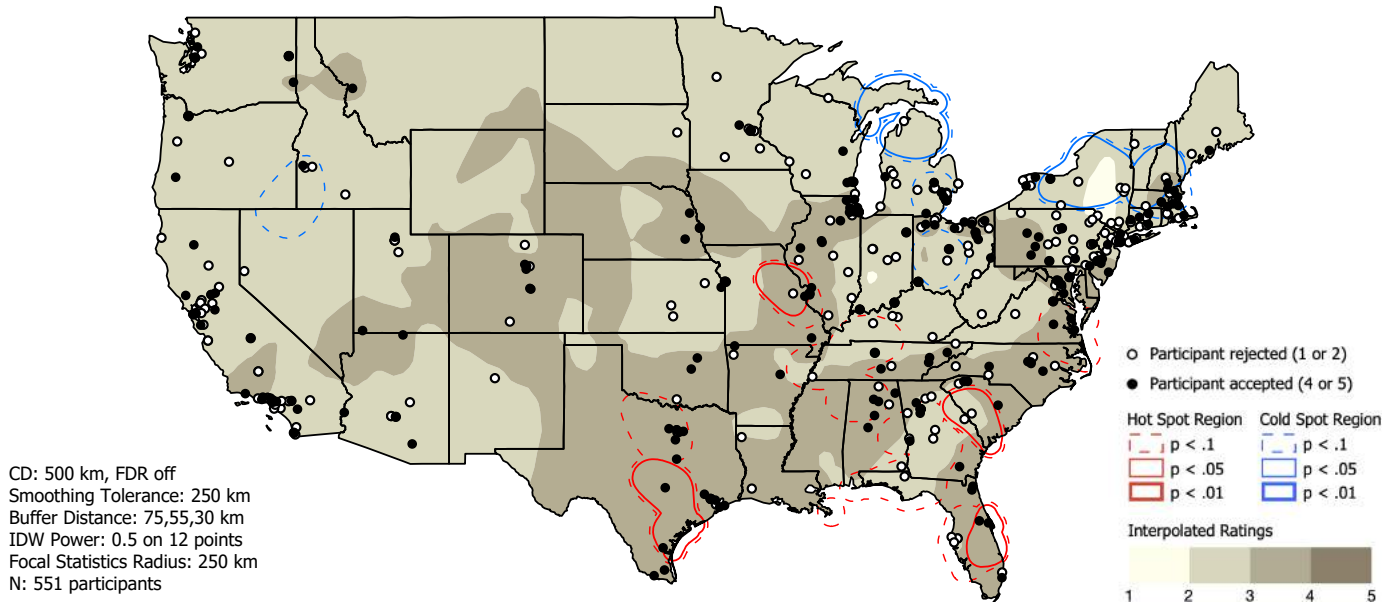 Participant rejected (1 or 2)
Participant accepted (4 or 5)
Hot Spot Region
p < .1
p < .05
p < .01
Cold Spot Region
p < .1
p < .05
p < .01
Interpolated Ratings
1 2 3 4 5
CD: 500 km, FDR off
Smoothing Tolerance: 250 km
Buffer Distance: 75,55,30 km
IDW Power: 0.5 on 12 points
Focal Statistics Radius: 250 km
N: 551 participants